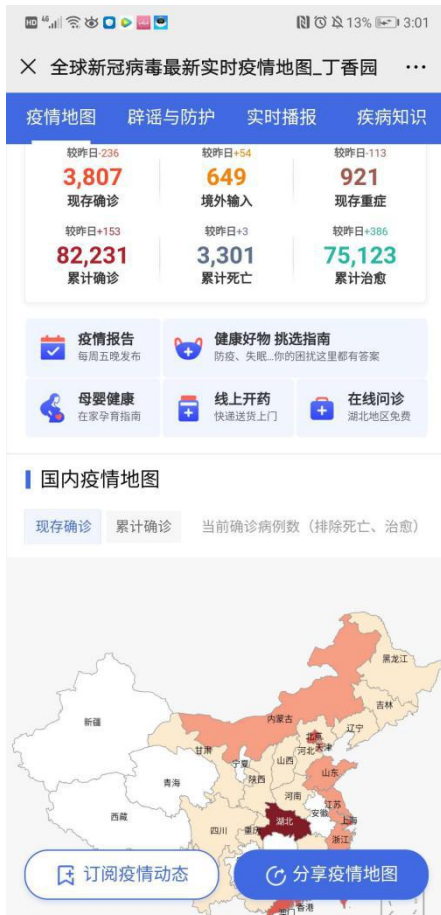 HD 46 13% 3:01
全球新冠病毒最新实时疫情地图_丁香园 ···
疫情地图 辟谣与防护 实时播报 疾病知识
较昨日-236 较昨日+54 较昨日-113
3,807 649 921
现存确诊 境外输入 现存重症
较昨日+153 较昨日+3 较昨日+386
82,231 3,301 75,123
累计确诊 累计死亡 累计治愈
疫情报告 健康好物 挑选指南
每周五晚发布 防疫、失眠...你的困扰这里都有答案
母婴健康 线上开药 在线问诊
在家孕育指南 快递送货上门 湖北地区免费
国内疫情地图
现存确诊 累计确诊 当前确诊病例数（排除死亡、治愈）
黑龙江
吉林
新疆 内蒙古 辽宁
北京
甘肃 河北 天津
宁夏 山西
青海 陕西 山东
河南 江苏
西藏 安徽
湖北 上海
四川 重庆 浙江
订阅疫情动态 分享疫情地图
香港
澳门